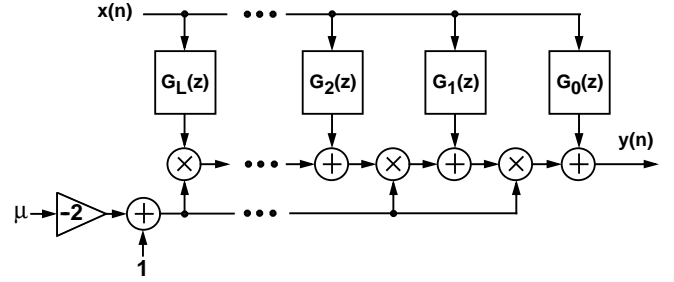 x(n)
G_L(z) G_2(z) G_1(z) G_0(z)
y(n)
× + × + × +
μ -2 +
1